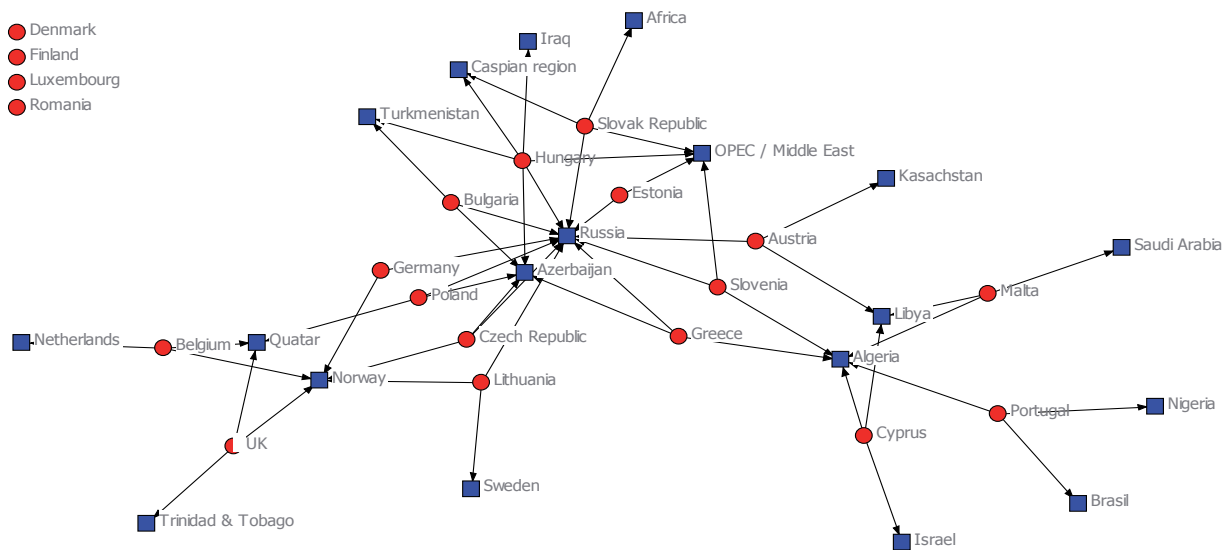 Denmark
Finland
Luxembourg
Romania
Africa
Iraq
Caspian region
Turkmenistan
Slovak Republic
OPEC / Middle East
Hungary
Kasachstan
Bulgaria
Estonia
Russia
Austria
Saudi Arabia
Germany
Azerbaijan
Slovenia
Malta
Poland
Libya
Netherlands
Belgium
Quatar
Czech Republic
Greece
Algeria
Norway
Lithuania
Nigeria
Portugal
UK
Cyprus
Sweden
Brasil
Trinidad & Tobago
Israel